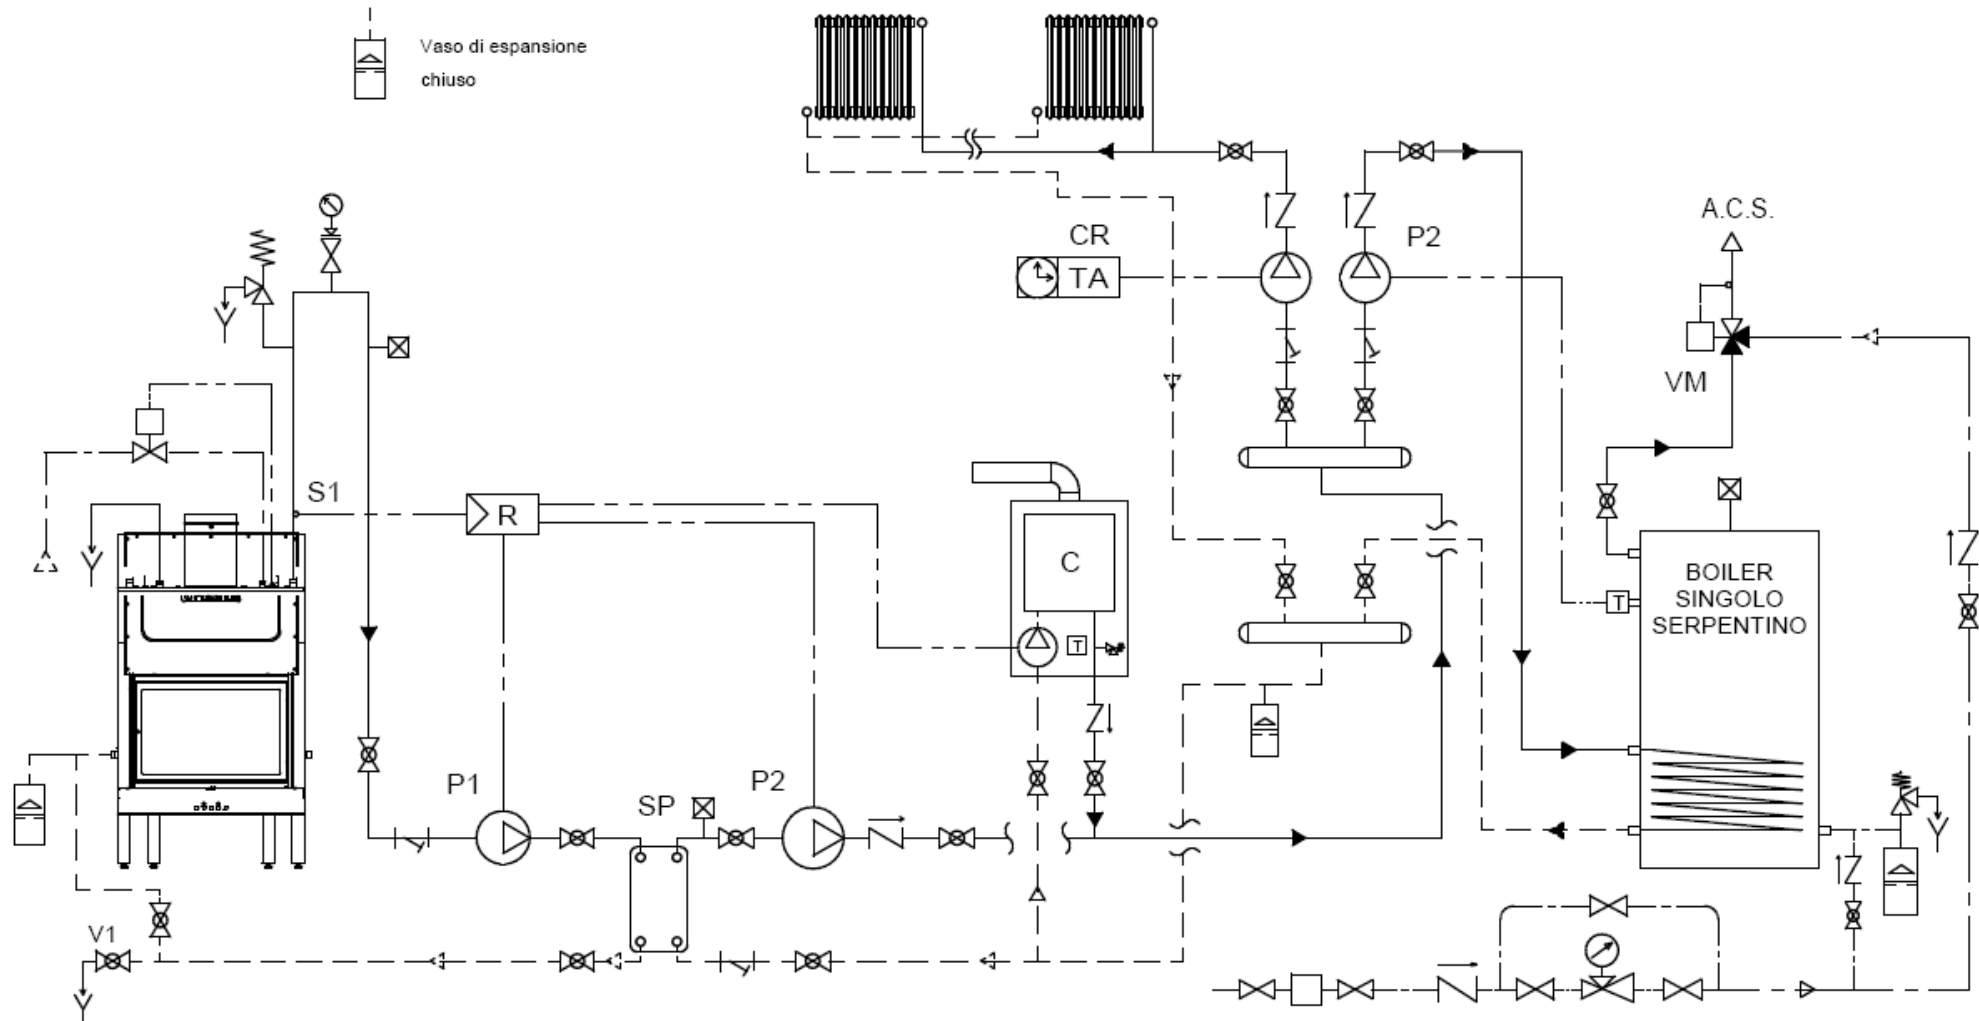 Vaso di espansione
chiuso
CR
TA
P2
A.C.S.
VM
S1
R
C
T
T
BOILER
SINGOLO
SERPENTINO
P1
SP
P2
V1